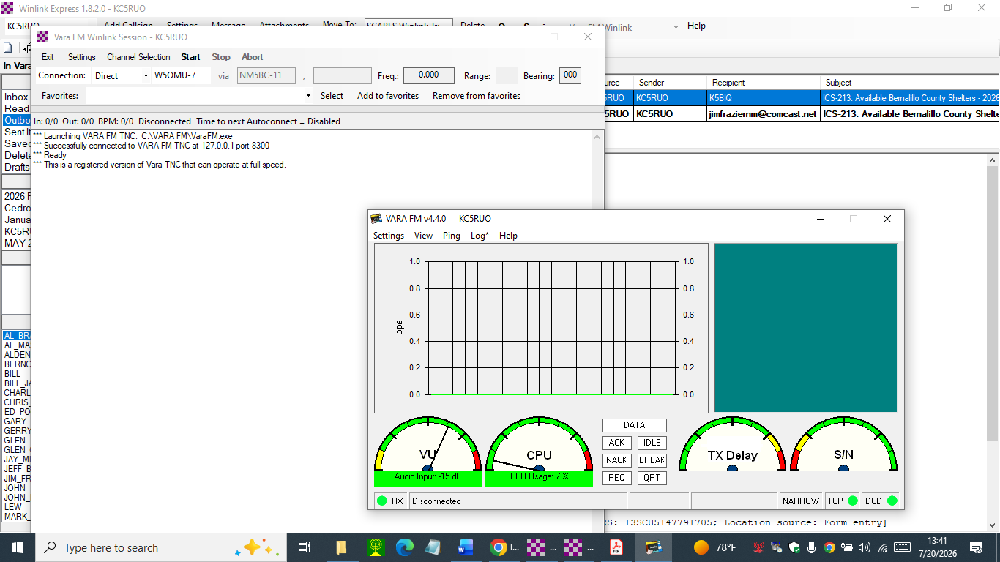 Winlink Express 1.8.2.0 - KC5RUO
KC5RUO Add Callsign Settings Message Attachments Move To: SCARES Winlink Tr Delete Open Session: Vara FM Winlink Help
Vara FM Winlink Session - KC5RUO
Exit Settings Channel Selection Start Stop Abort
In Vara
Connection: Direct W5OMU-7 via NM5BC-11 , Freq.: 0.000 Range: Bearing: 000
Favorites: Select Add to favorites Remove from favorites
In: 0/0 Out: 0/0 BPM: 0/0 Disconnected Time to next Autoconnect = Disabled
*** Launching VARA FM TNC: C:\VARA FM\VaraFM.exe
*** Successfully connected to VARA FM TNC at 127.0.0.1 port 8300
*** Ready
*** This is a registered version of Vara TNC that can operate at full speed.
urce Sender Recipient Subject
RUO KC5RUO K5BIQ ICS-213: Available Bernalillo County Shelters - 2026
RUO KC5RUO jimfraziernm@comcast.net ICS-213: Available Bernalillo County Shelte
Inbox
Read
Outbo
Sent It
Saved
Delete
Drafts
2026 F
Cedro
Janua
KC5R
MAY 2
AL_BR
AL_MA
ALDEN
BERNC
BILL
BILL_JA
CHARL
CHRIS_
ED_PO
GARY
GERRY
GLEN
GLEN_
JAY_MI
JEFF_B
JIM_FR
JOHN
JOHN_
LEW
MARK_
VARA FM v4.4.0 KC5RUO
Settings View Ping Log* Help
1.0 1.0
0.8 0.8
0.6 0.6
bps
0.4 0.4
0.2 0.2
0.0 0.0
VU
Audio Input: -15 dB
CPU
CPU Usage: 7 %
DATA
ACK IDLE
NACK BREAK
REQ QRT
TX Delay
S/N
RX Disconnected NARROW TCP DCD
RS: 13SCU5147791705; Location source: Form entry]
Type here to search
I... ... ...
78°F
13:41
7/20/2026